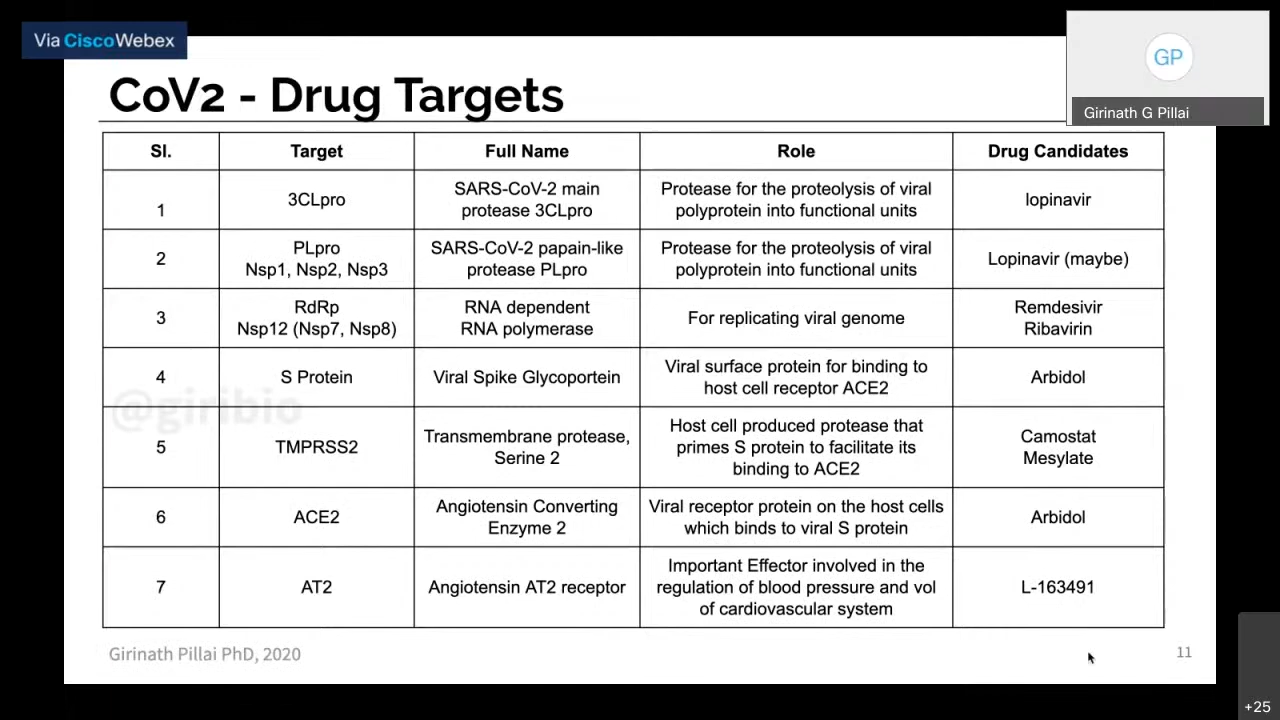 Via CiscoWebex
GP
Girinath G Pillai
CoV2 - Drug Targets
Sl. Target Full Name Role Drug Candidates
1 3CLpro SARS-CoV-2 main
protease 3CLpro Protease for the proteolysis of viral
polyprotein into functional units lopinavir
2 PLpro
Nsp1, Nsp2, Nsp3 SARS-CoV-2 papain-like
protease PLpro Protease for the proteolysis of viral
polyprotein into functional units Lopinavir (maybe)
3 RdRp
Nsp12 (Nsp7, Nsp8) RNA dependent
RNA polymerase For replicating viral genome Remdesivir
Ribavirin
4 S Protein Viral Spike Glycoportein Viral surface protein for binding to
host cell receptor ACE2 Arbidol
@giribio
5 TMPRSS2 Transmembrane protease,
Serine 2 Host cell produced protease that
primes S protein to facilitate its
binding to ACE2 Camostat
Mesylate
6 ACE2 Angiotensin Converting
Enzyme 2 Viral receptor protein on the host cells
which binds to viral S protein Arbidol
7 AT2 Angiotensin AT2 receptor Important Effector involved in the
regulation of blood pressure and vol
of cardiovascular system L-163491
Girinath Pillai PhD, 2020
11
+25